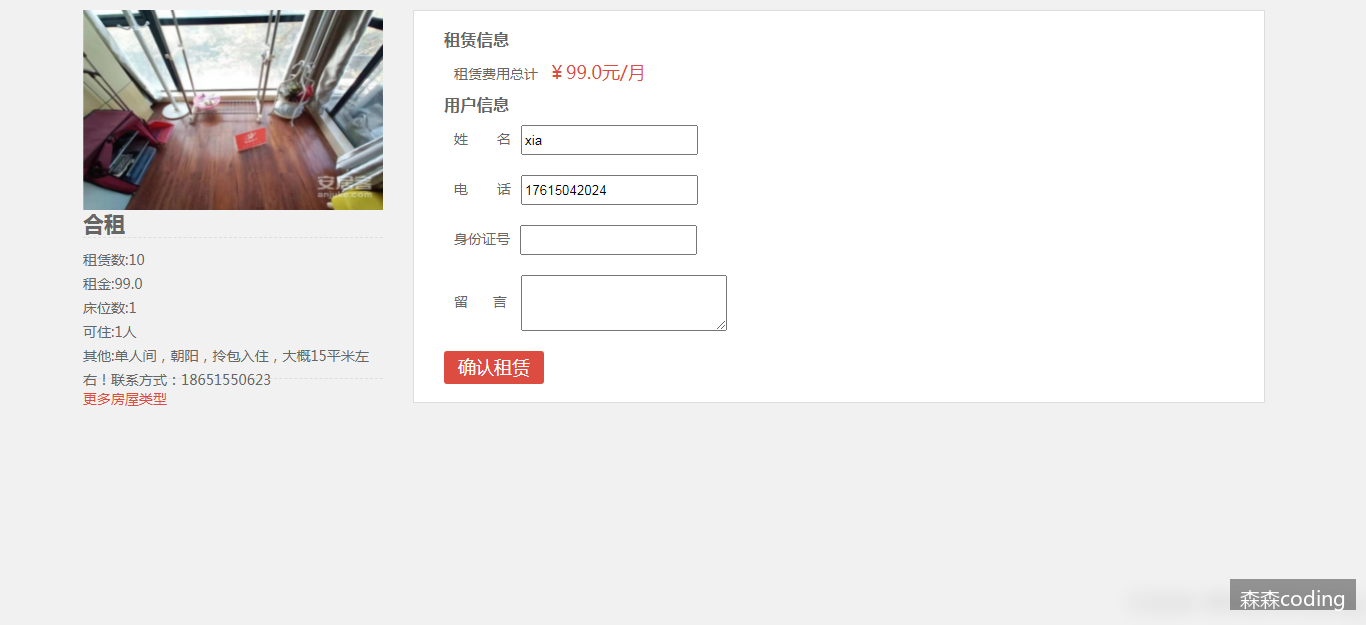 安居客
anjuke.com
合租
租赁数:10
租金:99.0
床位数:1
可住:1人
其他:单人间，朝阳，拎包入住，大概15平米左
右！联系方式：18651550623
更多房屋类型
租赁信息
租赁费用总计 ￥99.0元/月
用户信息
姓 名 xia
电 话 17615042024
身份证号
留 言
确认租赁
森森coding